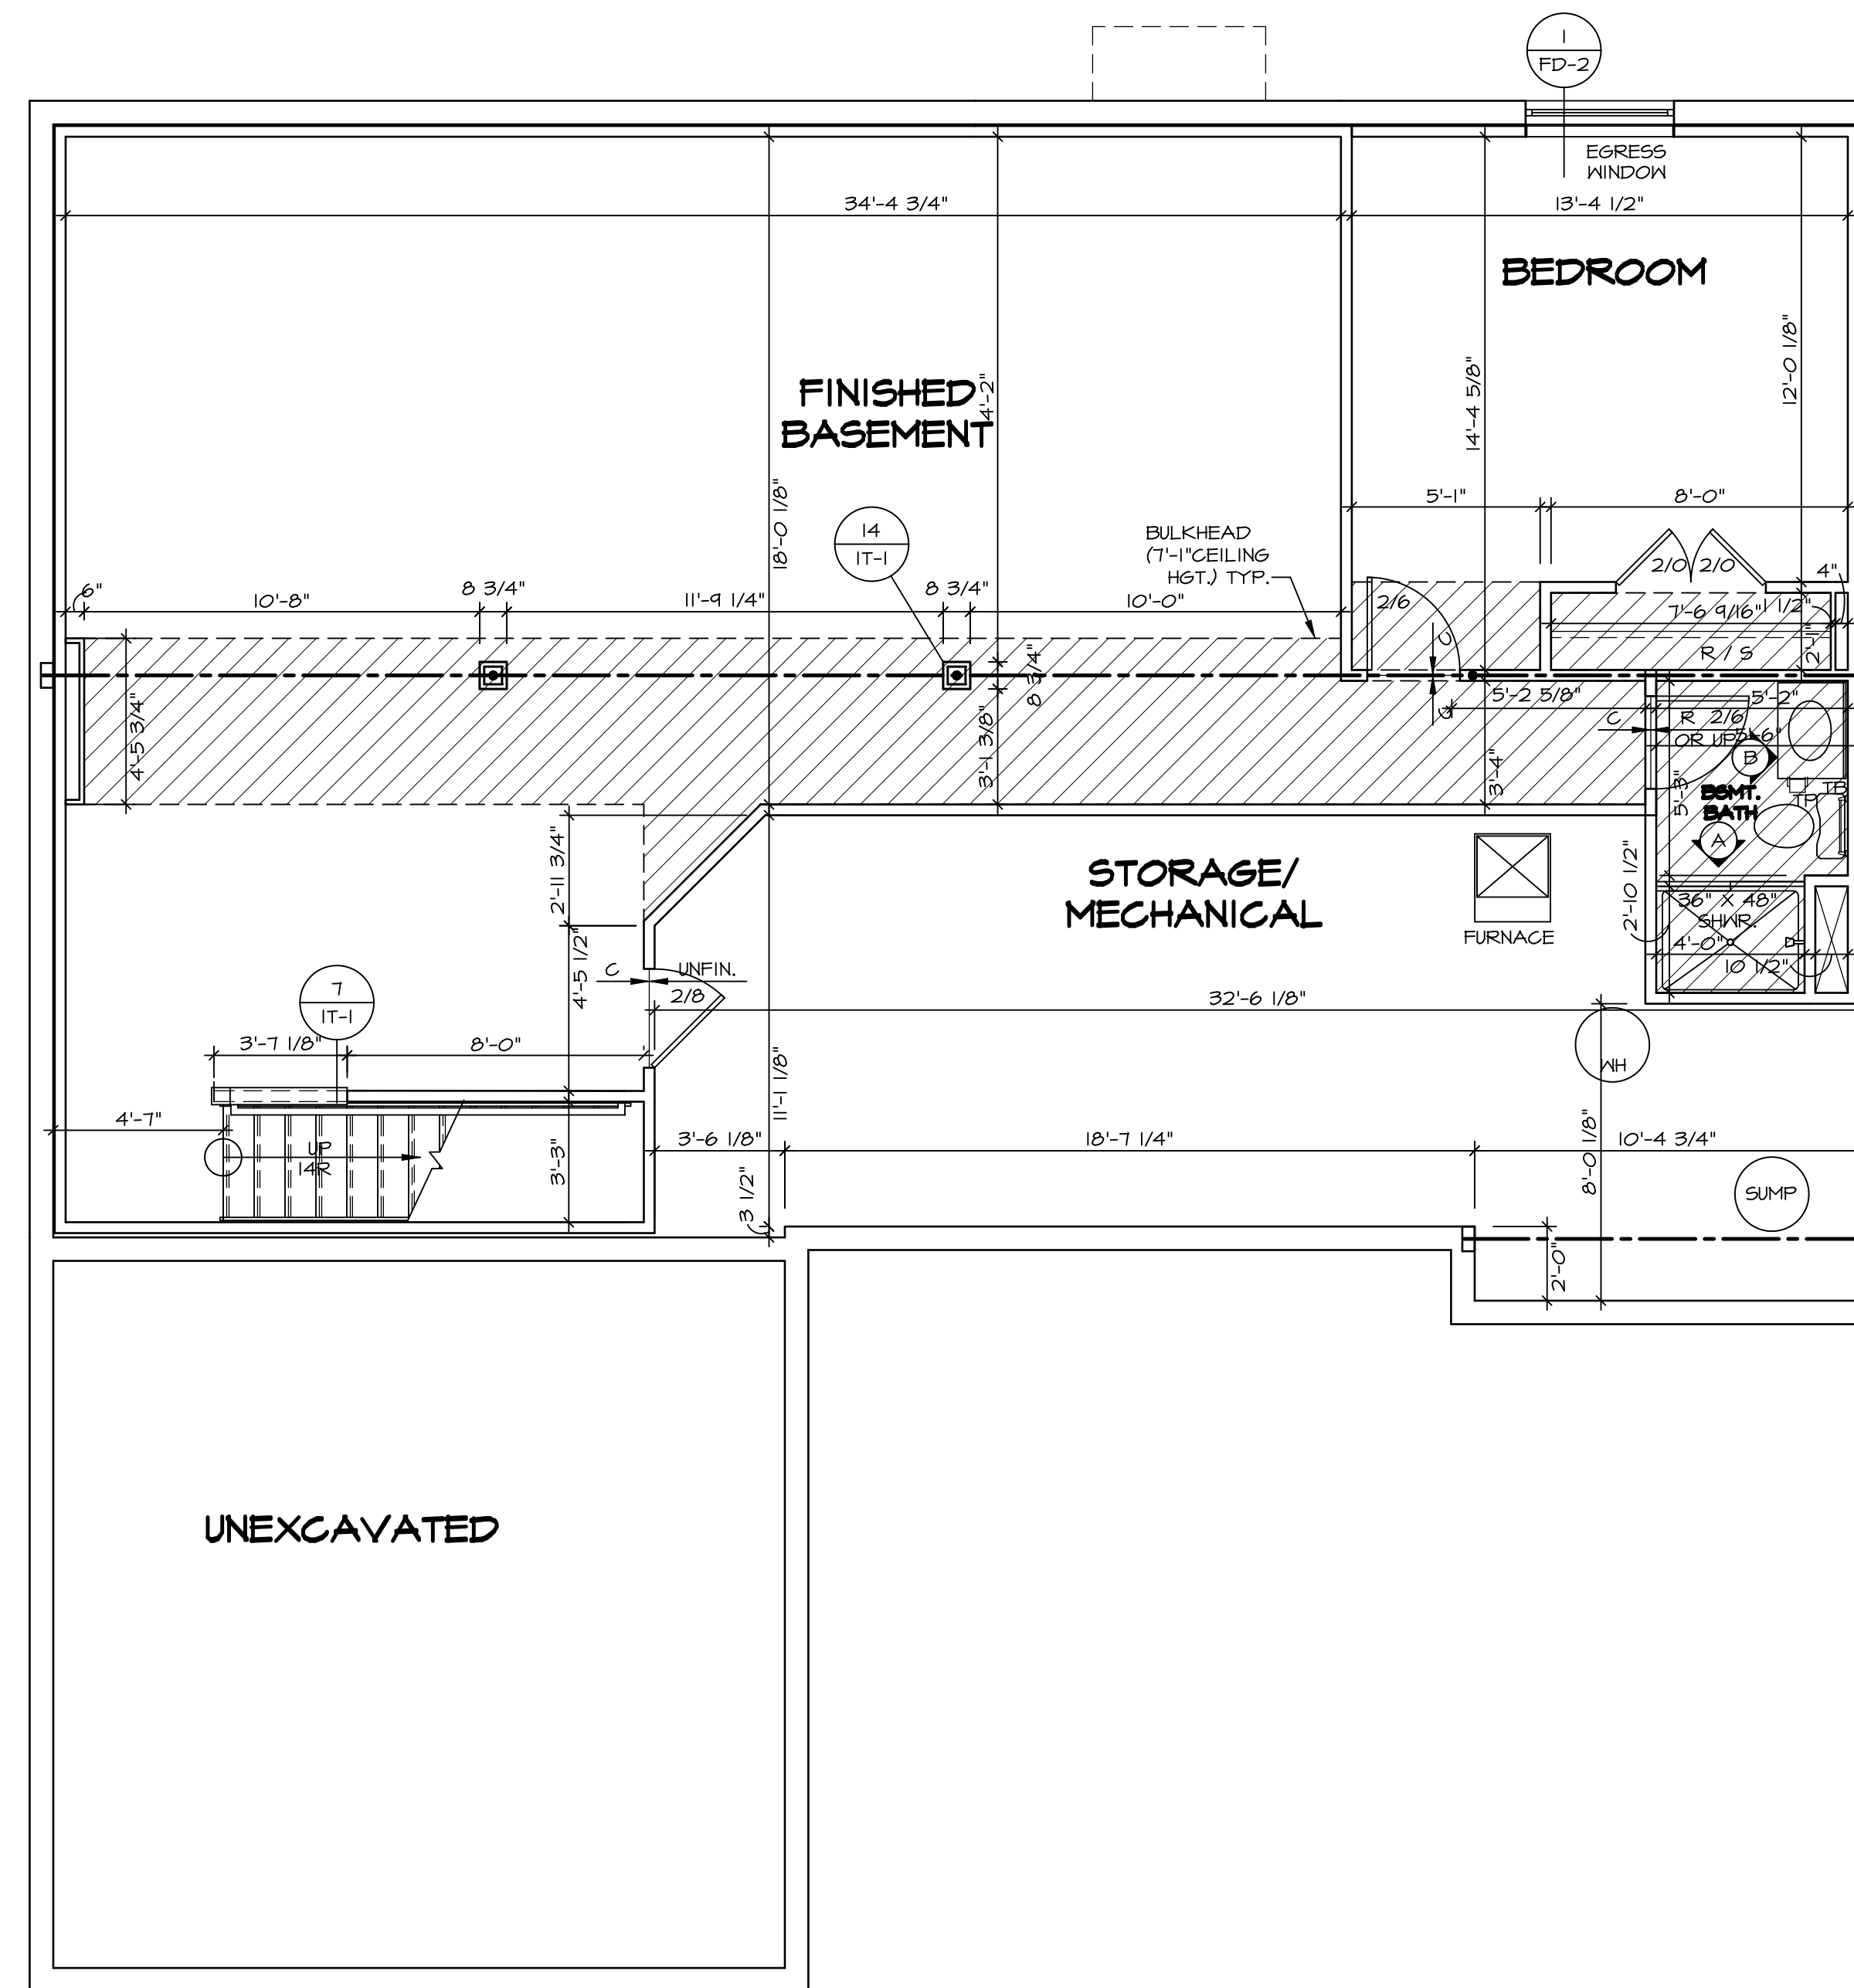 1
FD-2
EGRESS
WINDOW
34'-4 3/4"
13'-4 1/2"
BEDROOM
12'-0 1/8"
14'-4 5/8"
FINISHED
BASEMENT
4'-2"
18'-0 1/8"
5'-1"
8'-0"
14
IT-1
BULKHEAD
(7'-1"CEILING
HGT.) TYP.
2/0
2/0
4"
6"
10'-8"
8 3/4"
11'-9 1/4"
8 3/4"
10'-0"
2/6
7'-6 9/16"
1 1/2"
2'-1"
R / S
C
C
8 3/4"
4'-5 3/4"
3'-1 3/8"
3'-4"
5'-2 5/8"
5'-2"
C
R
2/6
OR UP
5'-6"
B
5'-3"
BSMT.
BATH
TP
TB
A
2'-11 3/4"
STORAGE/
MECHANICAL
FURNACE
2'-10 1/2"
36" X 48"
SHWR.
4'-0"
10 1/2"
4'-5 1/2"
C
UNFIN.
2/8
7
IT-1
32'-6 1/8"
3'-7 1/8"
8'-0"
WH
11'-1 1/8"
4'-7"
UP
14R
3'-3"
3'-6 1/8"
18'-7 1/4"
10'-4 3/4"
8'-0 1/8"
3 1/2"
SUMP
2'-0"
UNEXCAVATED